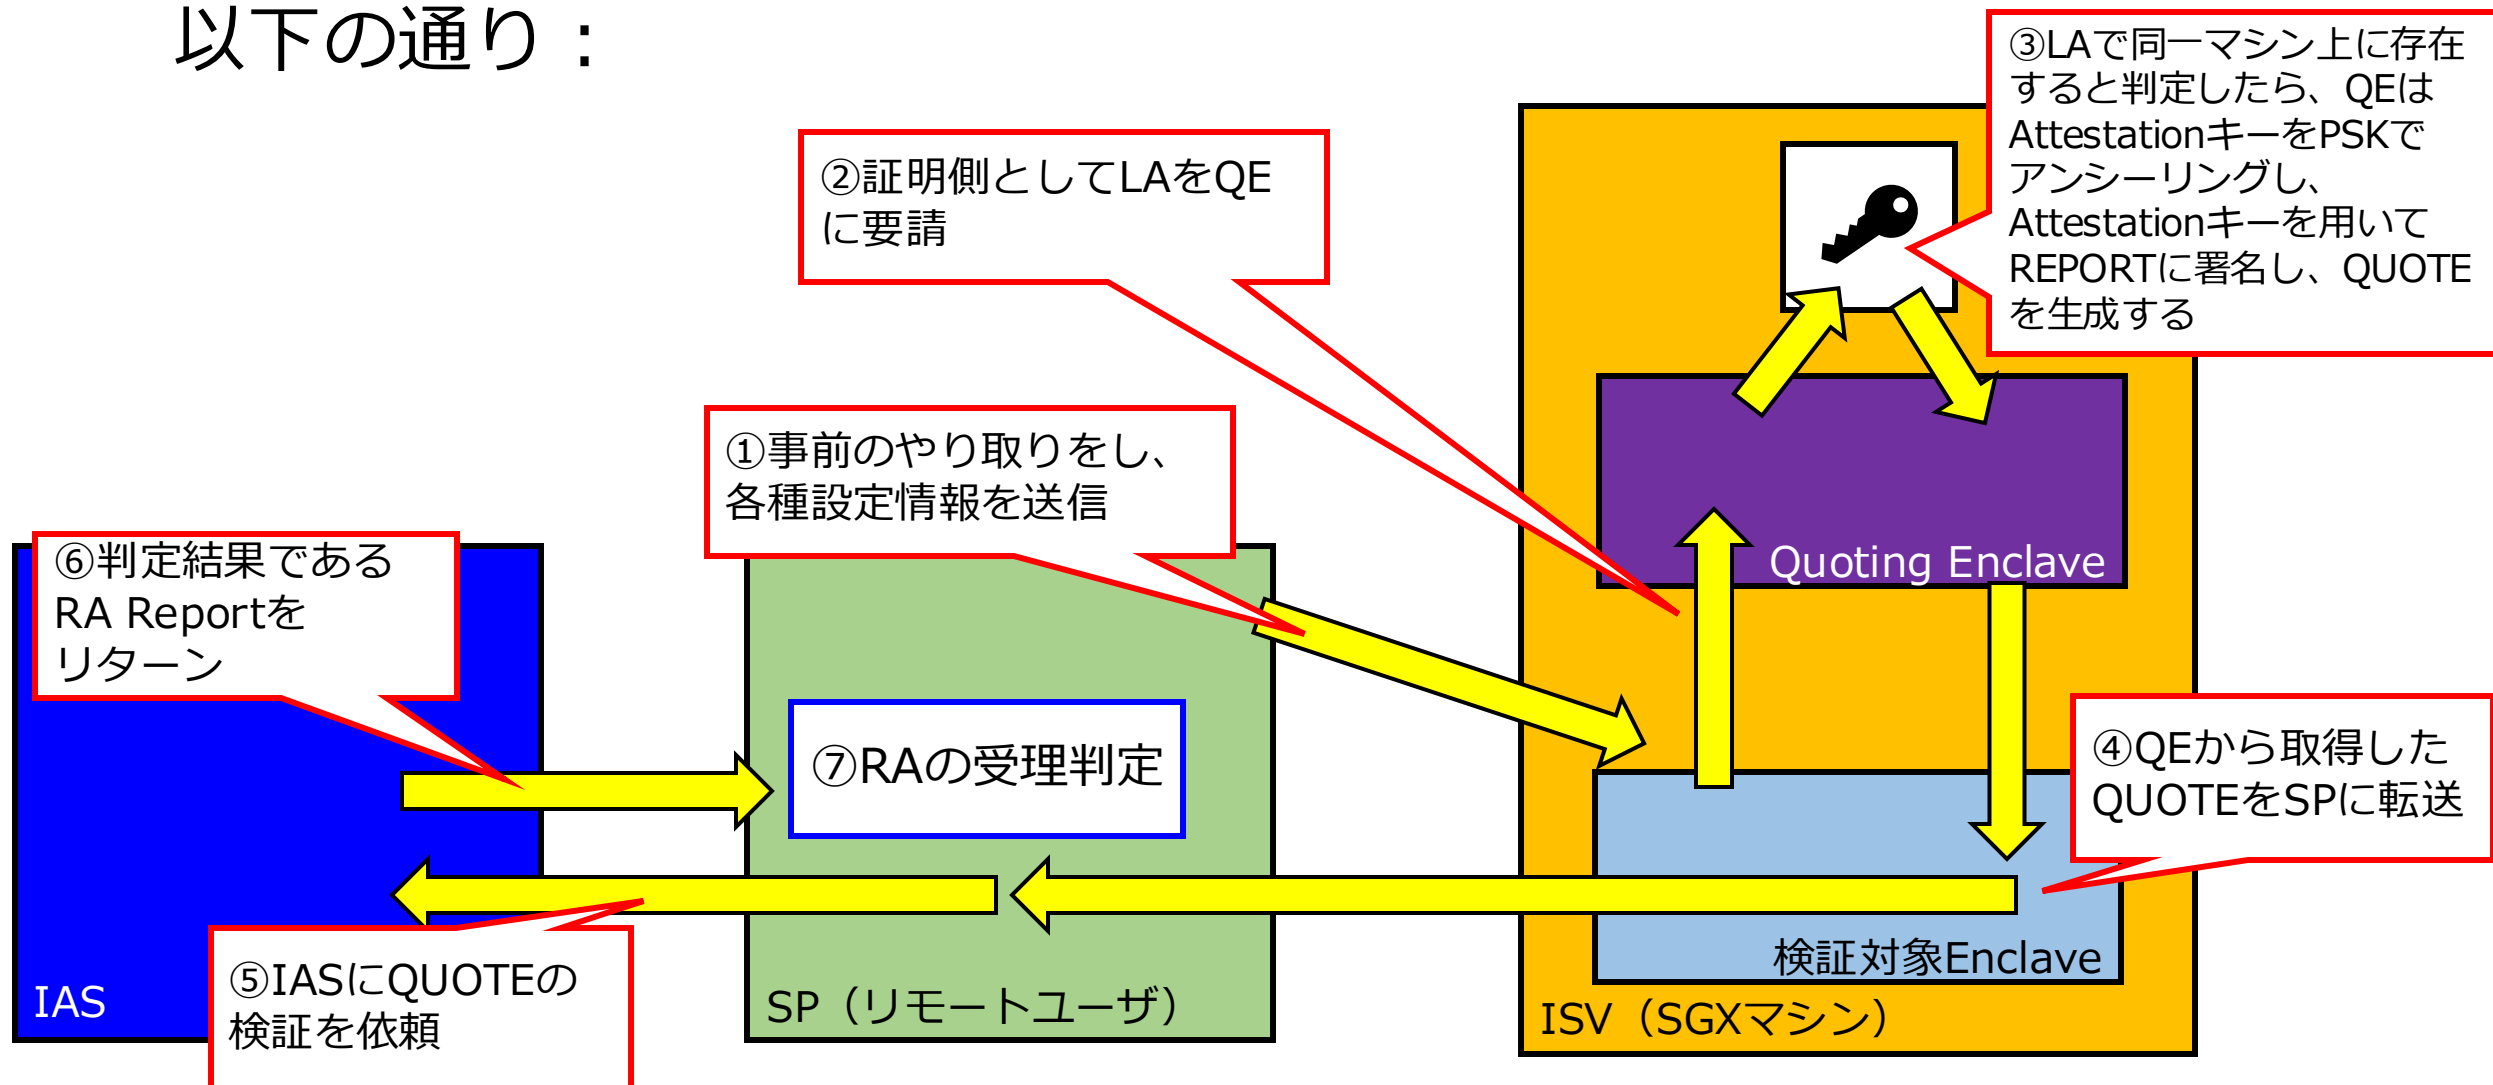 以下の通り：
③LAで同一マシン上に存在
すると判定したら、QEは
AttestationキーをPSKで
アンシーリングし、
Attestationキーを用いて
REPORTに署名し、QUOTE
を生成する
②証明側としてLAをQE
に要請
①事前のやり取りをし、
各種設定情報を送信
⑥判定結果である
RA Reportを
リターン
Quoting Enclave
⑦RAの受理判定
④QEから取得した
QUOTEをSPに転送
検証対象Enclave
⑤IASにQUOTEの
検証を依頼
IAS
SP（リモートユーザ）
ISV（SGXマシン）